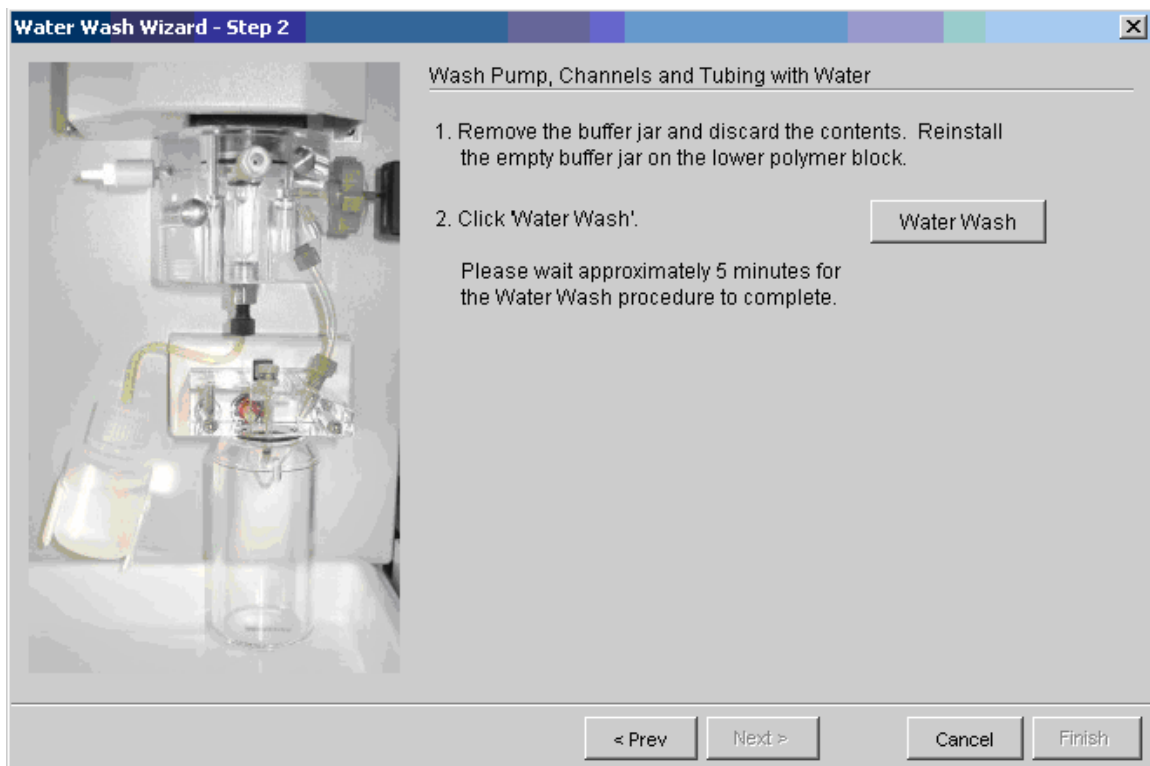 Water Wash Wizard - Step 2
Wash Pump, Channels and Tubing with Water
1. Remove the buffer jar and discard the contents. Reinstall
the empty buffer jar on the lower polymer block.
2. Click 'Water Wash'.
Water Wash
Please wait approximately 5 minutes for
the Water Wash procedure to complete.
< Prev
Next >
Cancel
Finish